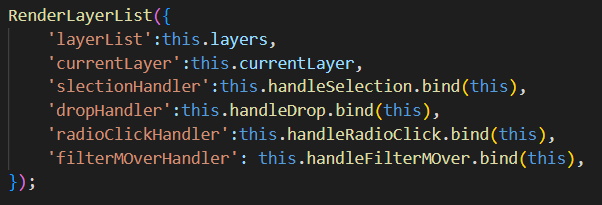 RenderLayerList({
    'layerList':this.layers,
    'currentLayer':this.currentLayer,
    'slectionHandler':this.handleSelection.bind(this),
    'dropHandler':this.handleDrop.bind(this),
    'radioClickHandler':this.handleRadioClick.bind(this),
    'filterMOverHandler': this.handleFilterMOver.bind(this),
});